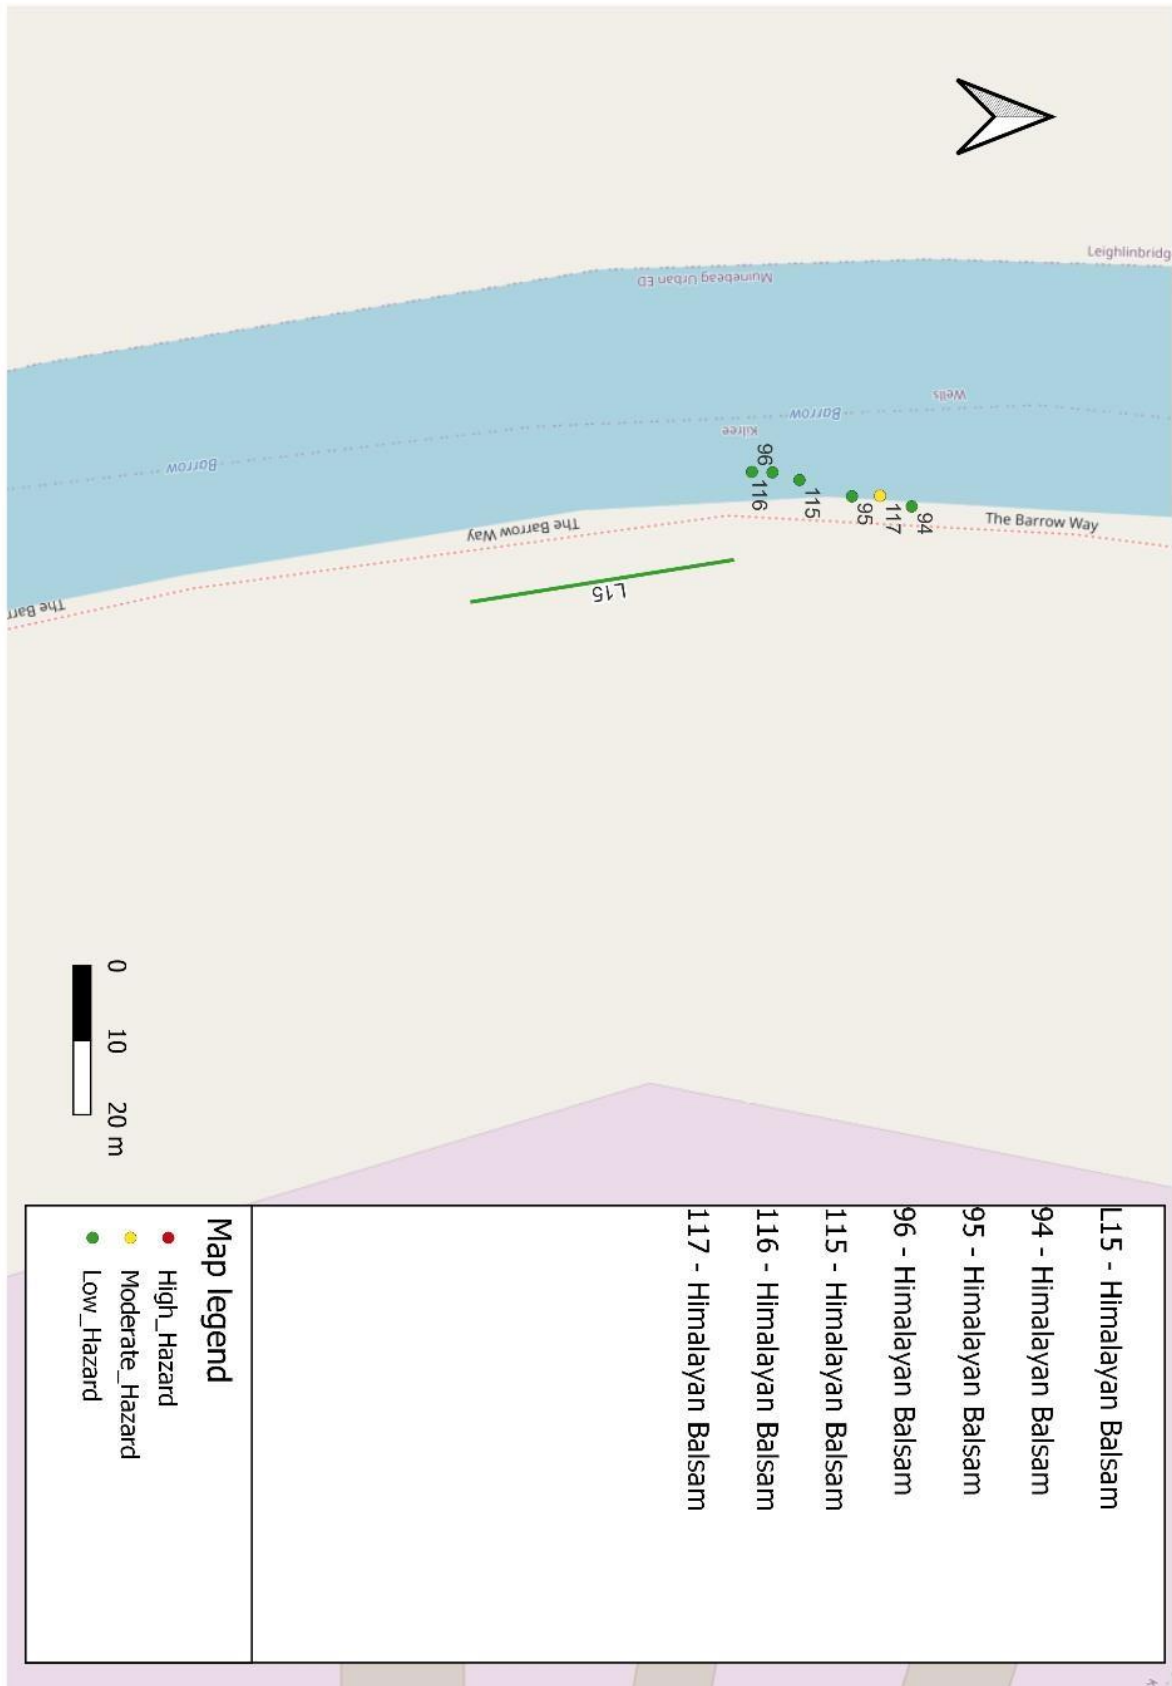 Leighlinbridg
Muinebeag Urban ED
Wells
Barrow
Kilree
Barrow
96
116
115
95
117
94
The Barrow Way
The Barrow Way
The Barr
L15
0 10 20 m
L15 - Himalayan Balsam
94 - Himalayan Balsam
95 - Himalayan Balsam
96 - Himalayan Balsam
115 - Himalayan Balsam
116 - Himalayan Balsam
117 - Himalayan Balsam
Map legend
High_Hazard
Moderate_Hazard
Low_Hazard